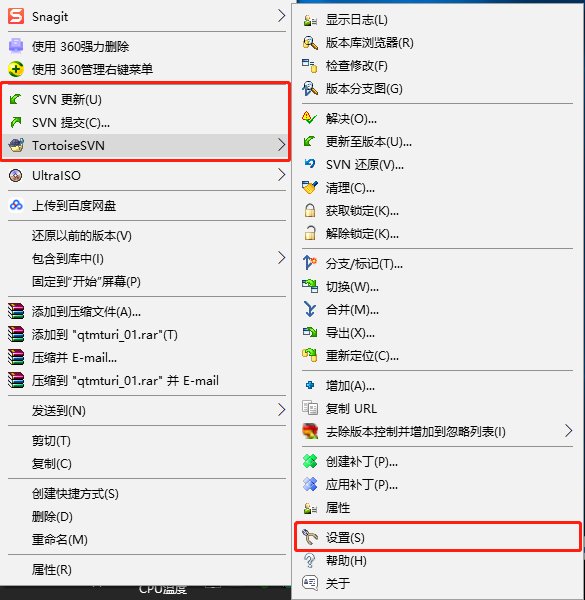 Snagit
使用 360强力删除
使用 360管理右键菜单
SVN 更新(U)
SVN 提交(C)...
TortoiseSVN
UltraISO
上传到百度网盘
还原以前的版本(V)
包含到库中(I)
固定到"开始"屏幕(P)
添加到压缩文件(A)...
添加到 "qtmturi_01.rar"(T)
压缩并 E-mail...
压缩到 "qtmturi_01.rar" 并 E-mail
发送到(N)
剪切(T)
复制(C)
创建快捷方式(S)
删除(D)
重命名(M)
属性(R)
显示日志(L)
版本库浏览器(R)
检查修改(F)
版本分支图(G)
解决(O)...
更新至版本(U)...
SVN 还原(V)...
清理(C)...
获取锁定(K)...
解除锁定(K)...
分支/标记(T)...
切换(W)...
合并(M)...
导出(X)...
重新定位(C)...
增加(A)...
复制 URL
去除版本控制并增加到忽略列表(I)
创建补丁(P)...
应用补丁(P)...
属性
设置(S)
帮助(H)
关于
CPU温度